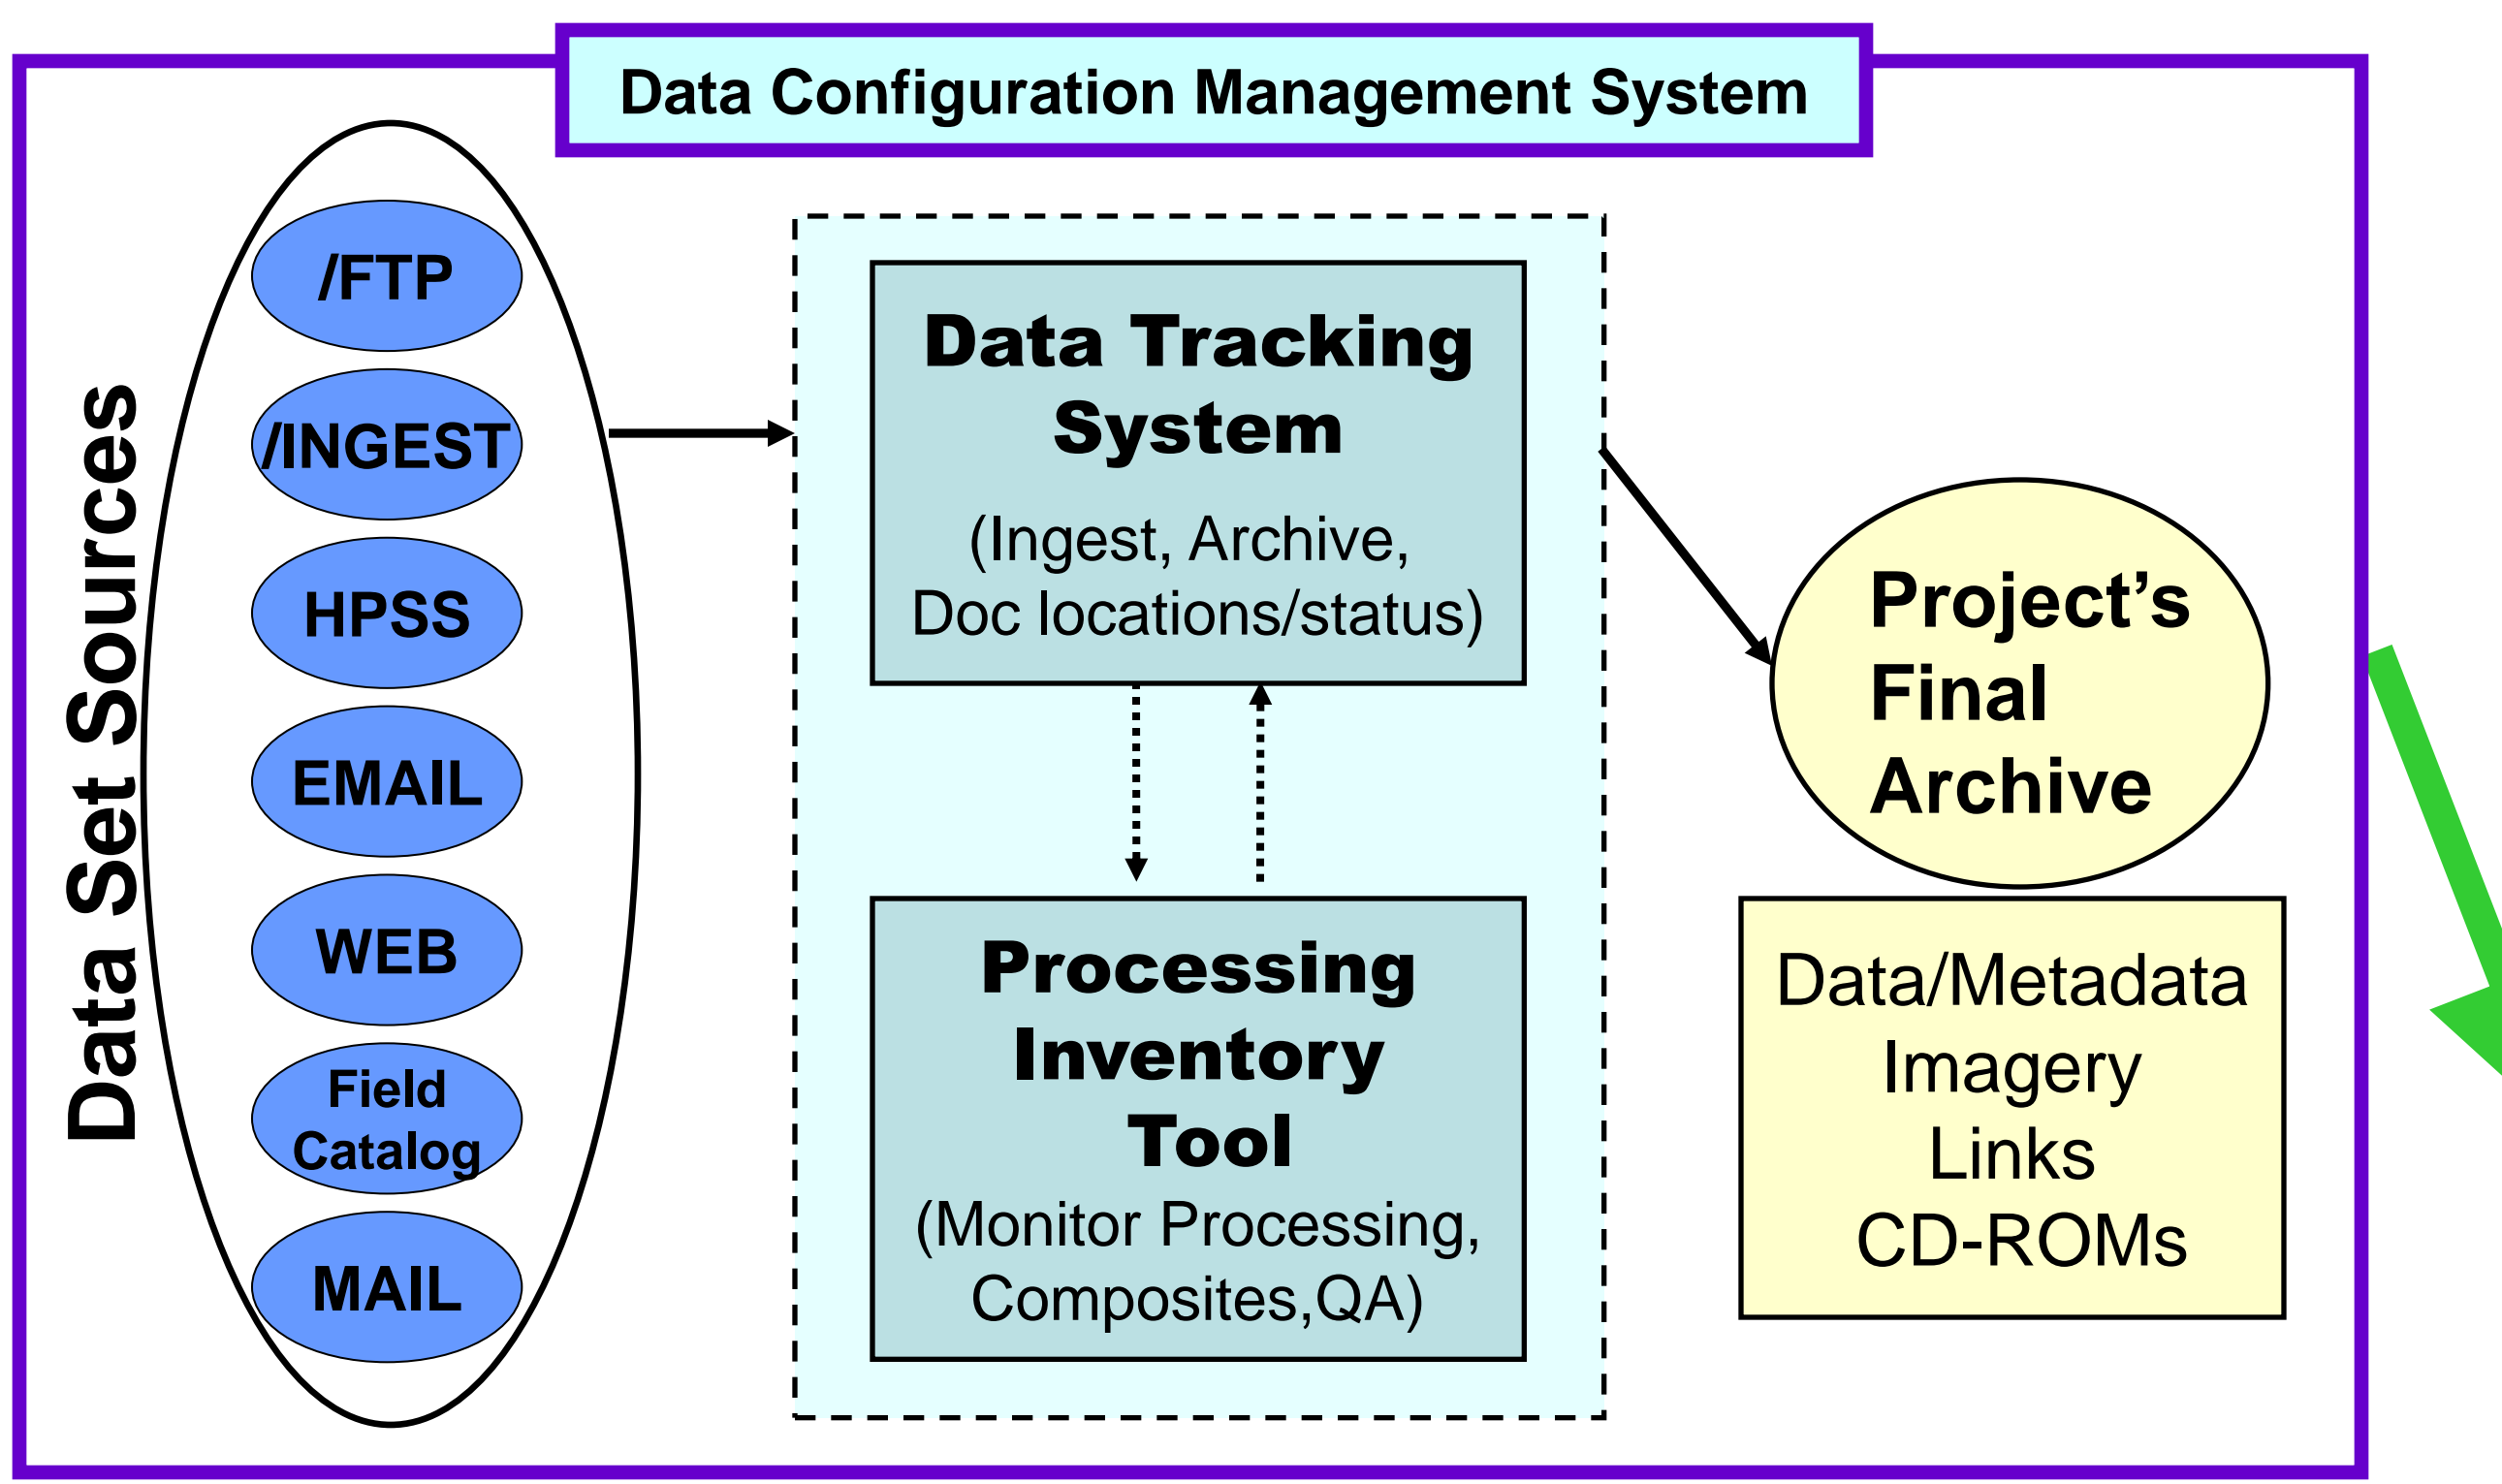 Data Configuration Management System
Data Set Sources
/FTP
/INGEST
HPSS
EMAIL
WEB
Field
Catalog
MAIL
Data Tracking
System
(Ingest, Archive,
Doc locations/status)
Processing
Inventory
Tool
(Monitor Processing,
Composites,QA)
Project’s
Final
Archive
Data/Metadata
Imagery
Links
CD-ROMs